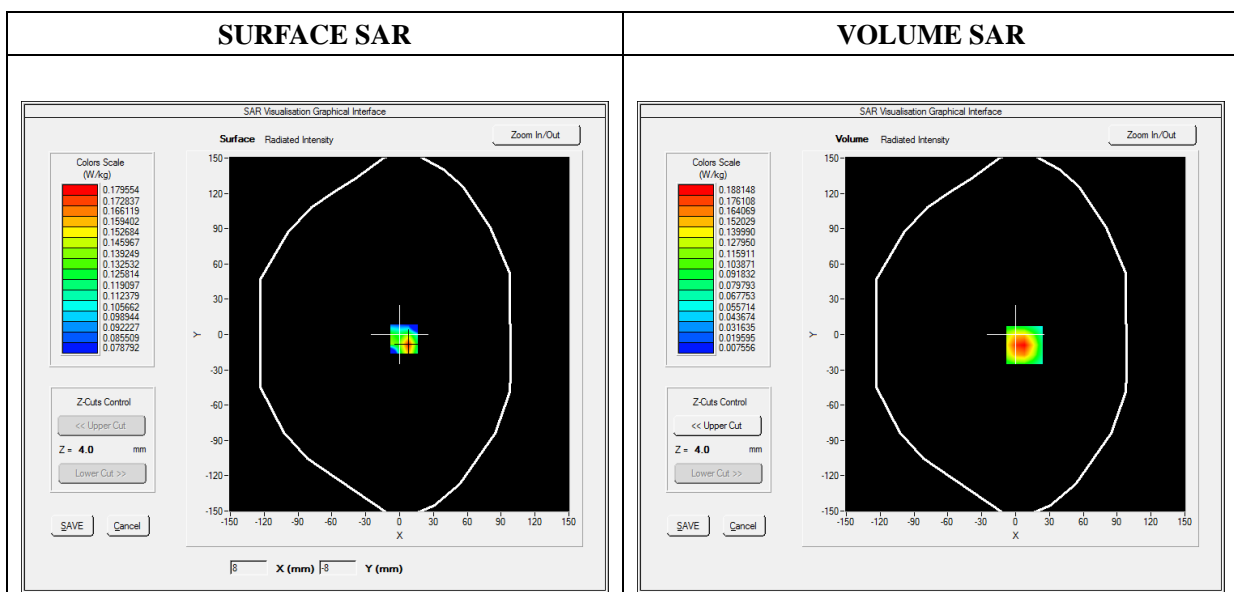 SURFACE SAR
VOLUME SAR
SAR Visualisation Graphical Interface
Surface Radiated Intensity
Zoom In/Out
Colors Scale
(W/kg)
0.179554
0.172837
0.166119
0.159402
0.152684
0.145967
0.139249
0.132532
0.125814
0.119097
0.112379
0.105662
0.098944
0.092227
0.085509
0.078792
150
120
90
60
30
0
-30
-60
-90
-120
-150
Y
-150 -120 -90 -60 -30 0 30 60 90 120 150
X
Z-Cuts Control
<< Upper Cut
Z = 4.0 mm
Lower Cut >>
SAVE Cancel
8 X (mm) -8 Y (mm)
SAR Visualisation Graphical Interface
Volume Radiated Intensity
Zoom In/Out
Colors Scale
(W/kg)
0.188148
0.176108
0.164069
0.152029
0.139990
0.127950
0.115911
0.103871
0.091832
0.079793
0.067753
0.055714
0.043674
0.031635
0.019595
0.007556
150
120
90
60
30
0
-30
-60
-90
-120
-150
Y
-150 -120 -90 -60 -30 0 30 60 90 120 150
X
Z-Cuts Control
<< Upper Cut
Z = 4.0 mm
Lower Cut >>
SAVE Cancel